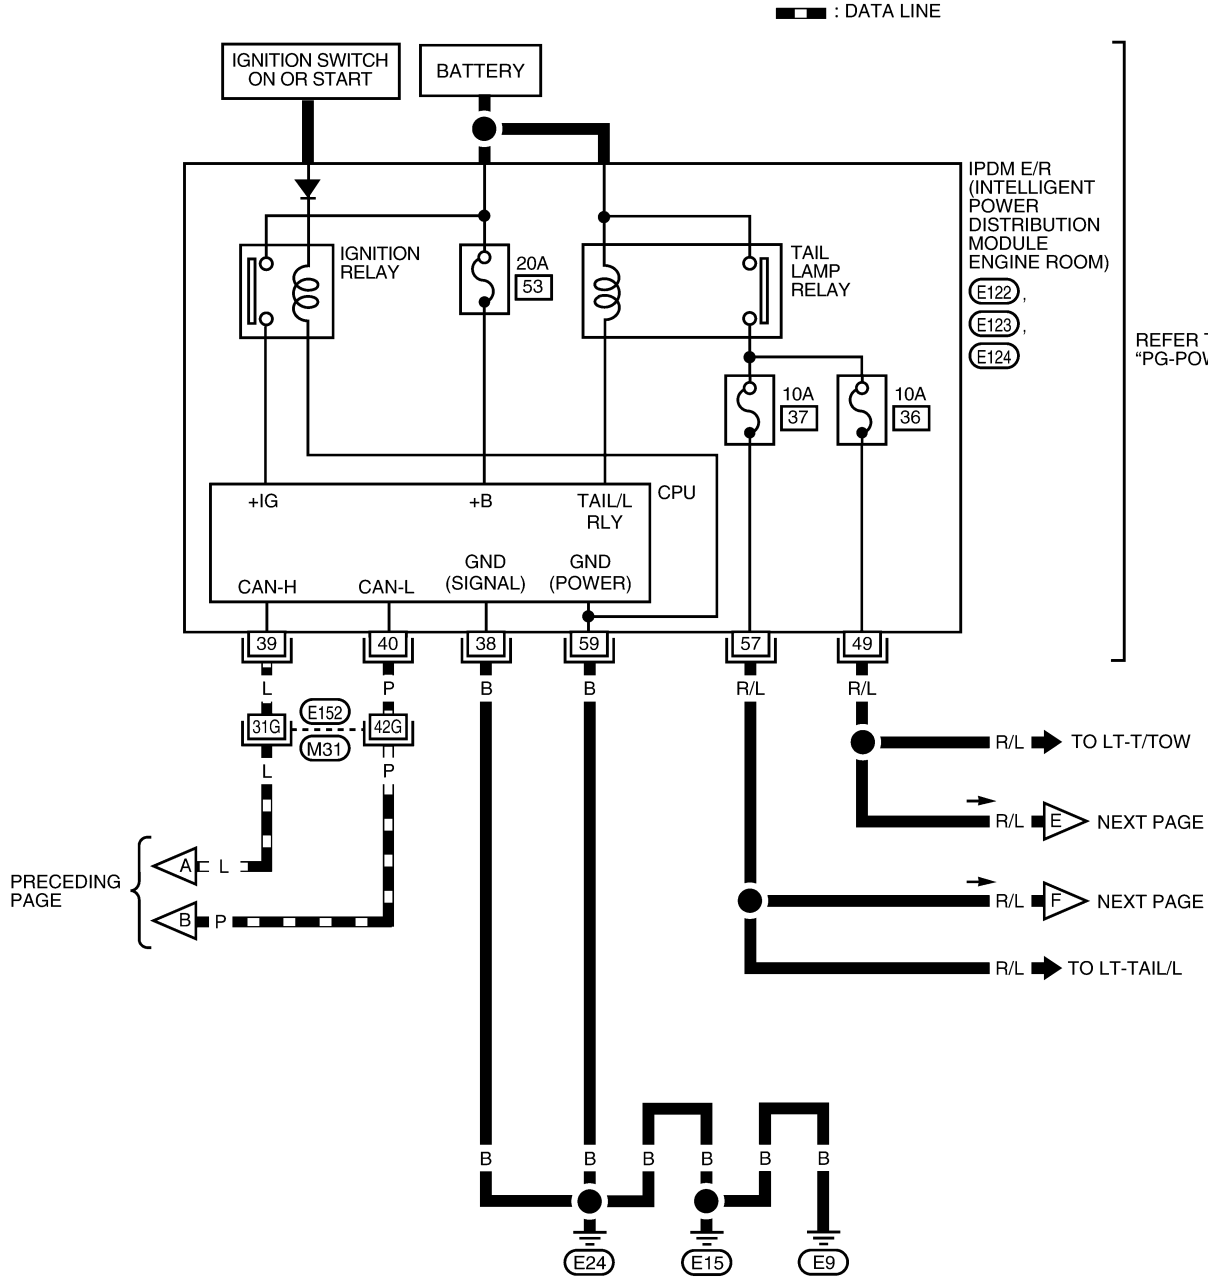 : DATA LINE
IGNITION SWITCH
ON OR START
BATTERY
IPDM E/R
(INTELLIGENT
POWER
DISTRIBUTION
MODULE
ENGINE ROOM)
E122 ,
E123 ,
E124
IGNITION
RELAY
20A
53
TAIL
LAMP
RELAY
REFER T
“PG-POW
10A
37
10A
36
CPU
+IG
+B
TAIL/L
RLY
CAN-H
CAN-L
GND
(SIGNAL)
GND
(POWER)
39
40
38
59
57
49
L
P
B
B
R/L
R/L
31G
E152
M31
42G
L
P
R/L
TO LT-T/TOW
R/L
E
NEXT PAGE
PRECEDING
PAGE
A
L
B
P
R/L
F
NEXT PAGE
R/L
TO LT-TAIL/L
B
B
B
B
B
B
E24
E15
E9